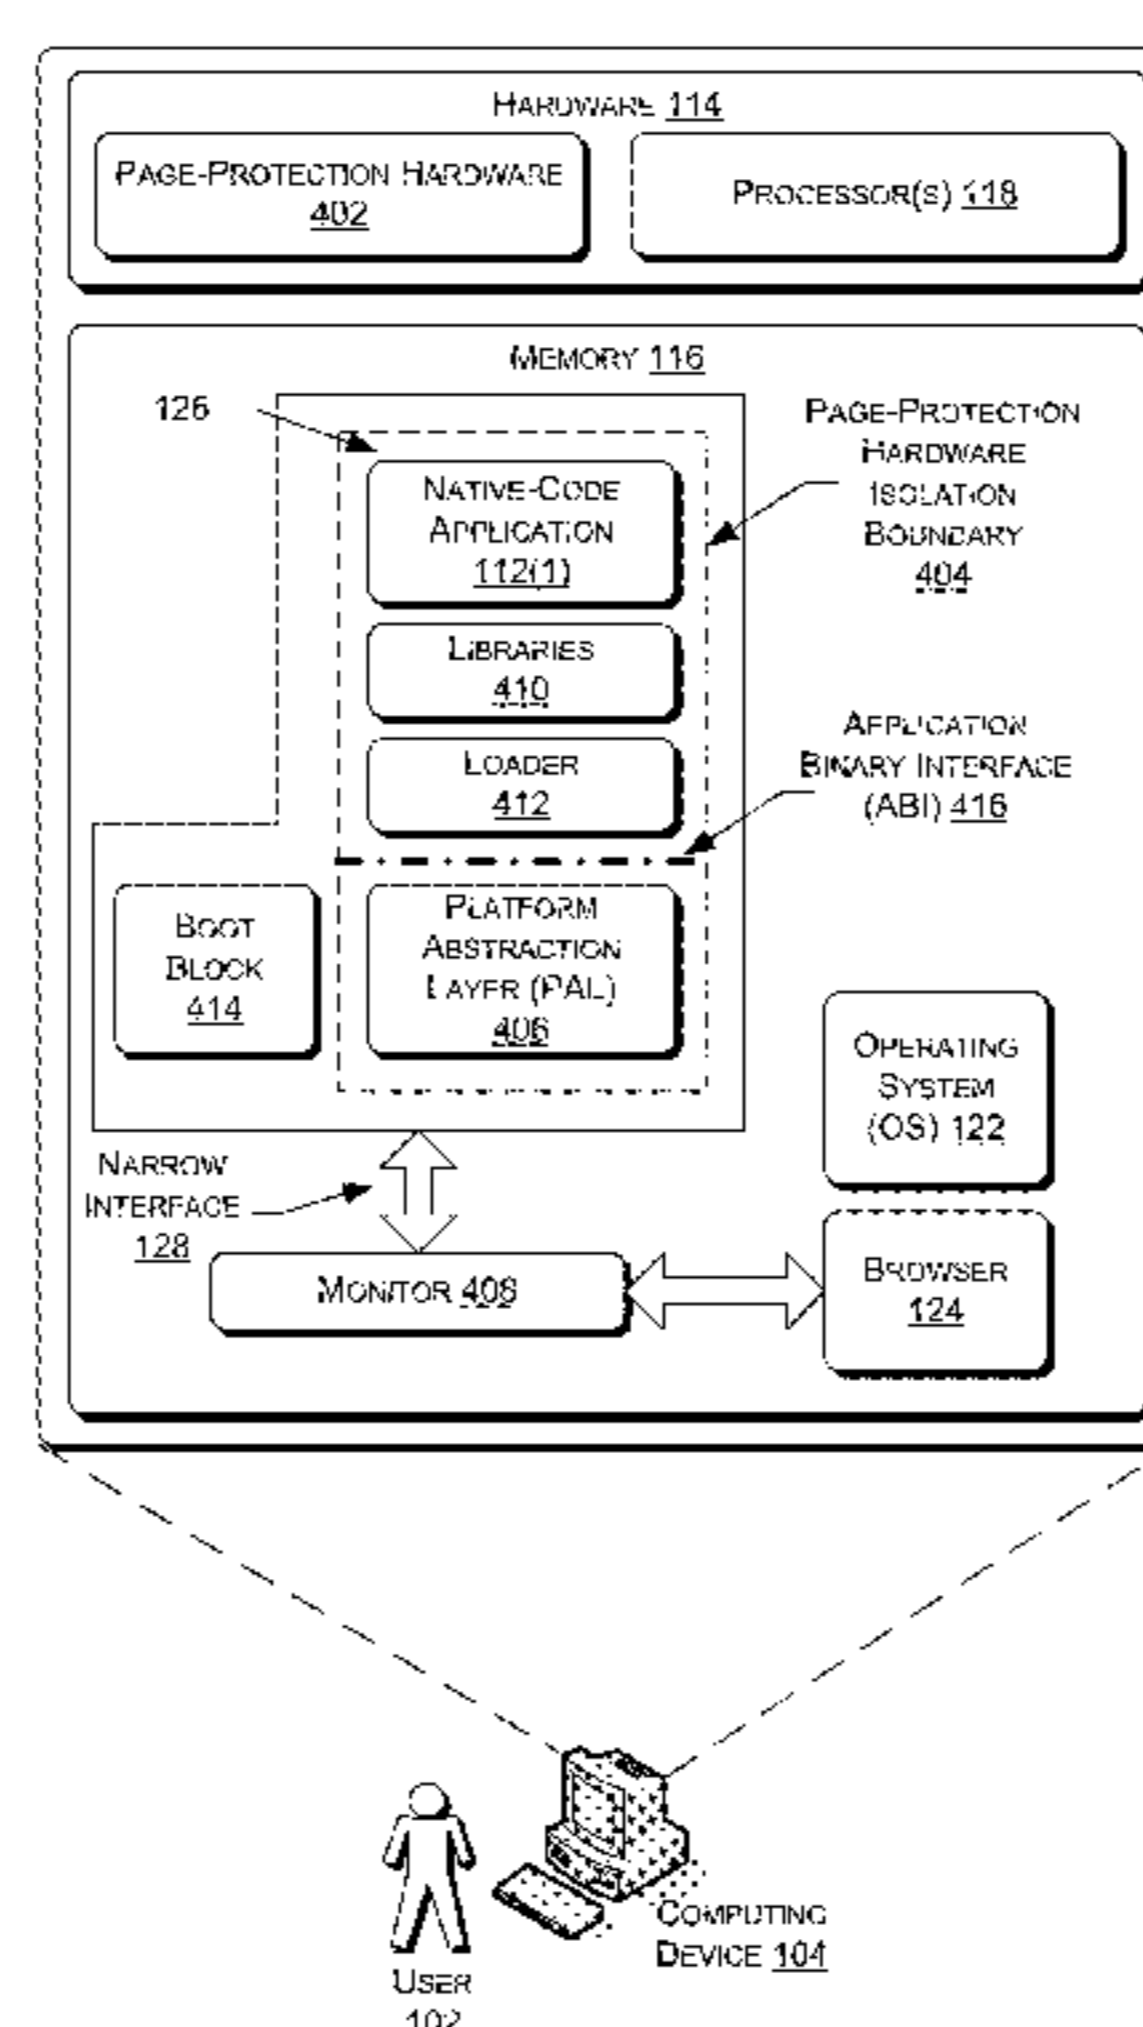 HARDWARE 114
PAGE-PROTECTION HARDWARE
402
PROCESSOR(S) 118
MEMORY 116
126
PAGE-PROTECTION
HARDWARE
ISOLATION
BOUNDARY
404
NATIVE-CODE
APPLICATION
112(1)
LIBRARIES
410
LOADER
412
APPLICATION
BINARY INTERFACE
(ABI) 416
BOOT
BLOCK
414
PLATFORM
ABSTRACTION
LAYER (PAL)
406
OPERATING
SYSTEM
(OS) 122
NARROW
INTERFACE
128
MONITOR 408
BROWSER
124
COMPUTING
DEVICE 104
USER
102